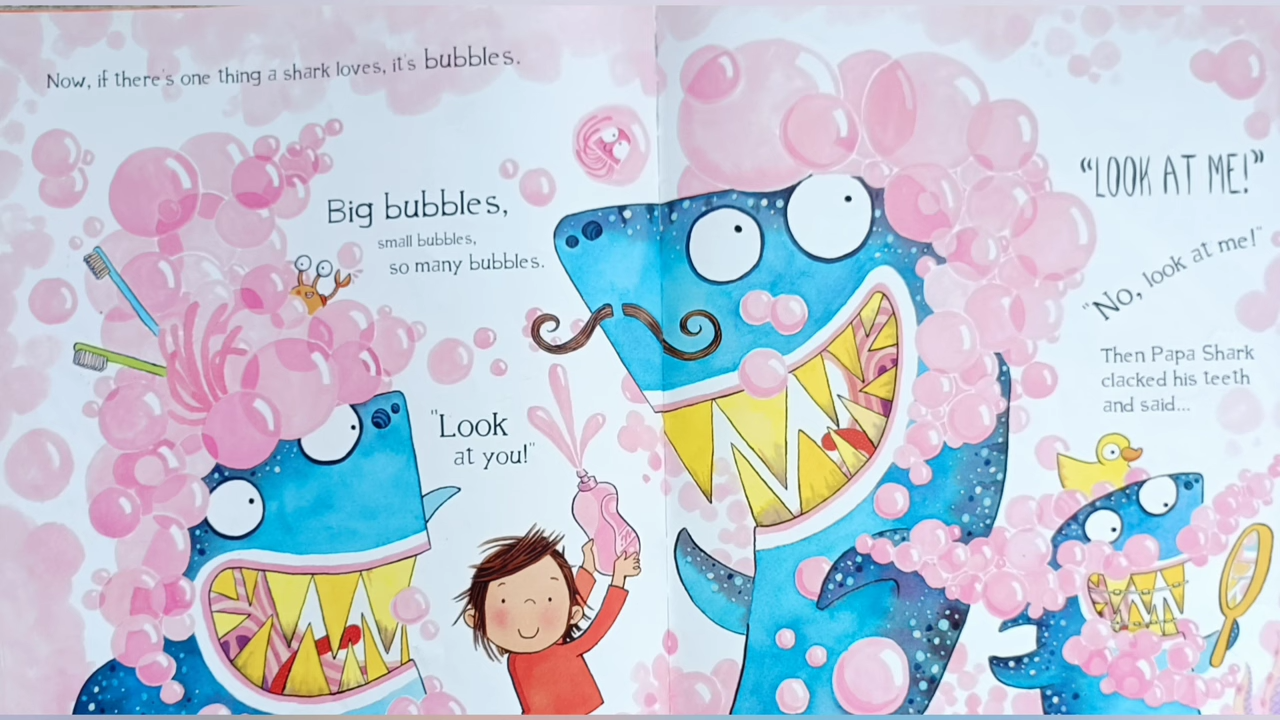 Now, if there's one thing a shark loves, it's bubbles.
Big bubbles,
small bubbles,
so many bubbles.
"Look
at you!"
"LOOK AT ME!"
"No, look at me!"
Then Papa Shark
clacked his teeth
and said...